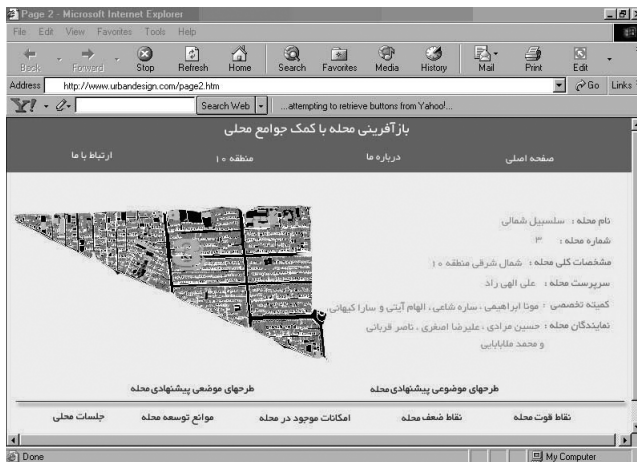 Page 2 - Microsoft Internet Explorer
File Edit View Favorites Tools Help
Back Forward Stop Refresh Home Search Favorites Media History Mail Print Edit
Address http://www.urbandesign.com/page2.htm Go Links
Y! Search Web ...attempting to retrieve buttons from Yahoo!...
بازآفرینی محله با کمک جوامع محلی
صفحه اصلی درباره ما منطقه ۱۰ ارتباط با ما
نام محله : سلسبیل شمالی
شماره محله : ۳
مشخصات کلی محله : شمال شرقی منطقه ۱۰
سرپرست محله : علی الهی راد
کمیته تخصصی : مونا ابراهیمی ، ساره شاعی ، الهام آیتی و سارا کیهانی
نمایندگان محله : حسین مرادی ، علیرضا اصغری ، ناصر قربانی
و محمد ملابابایی
طرحهای موضوعی پیشنهادی محله طرحهای موضعی پیشنهادی محله
نقاط قوت محله نقاط ضعف محله امکانات موجود در محله موانع توسعه محله جلسات محلی
Done My Computer